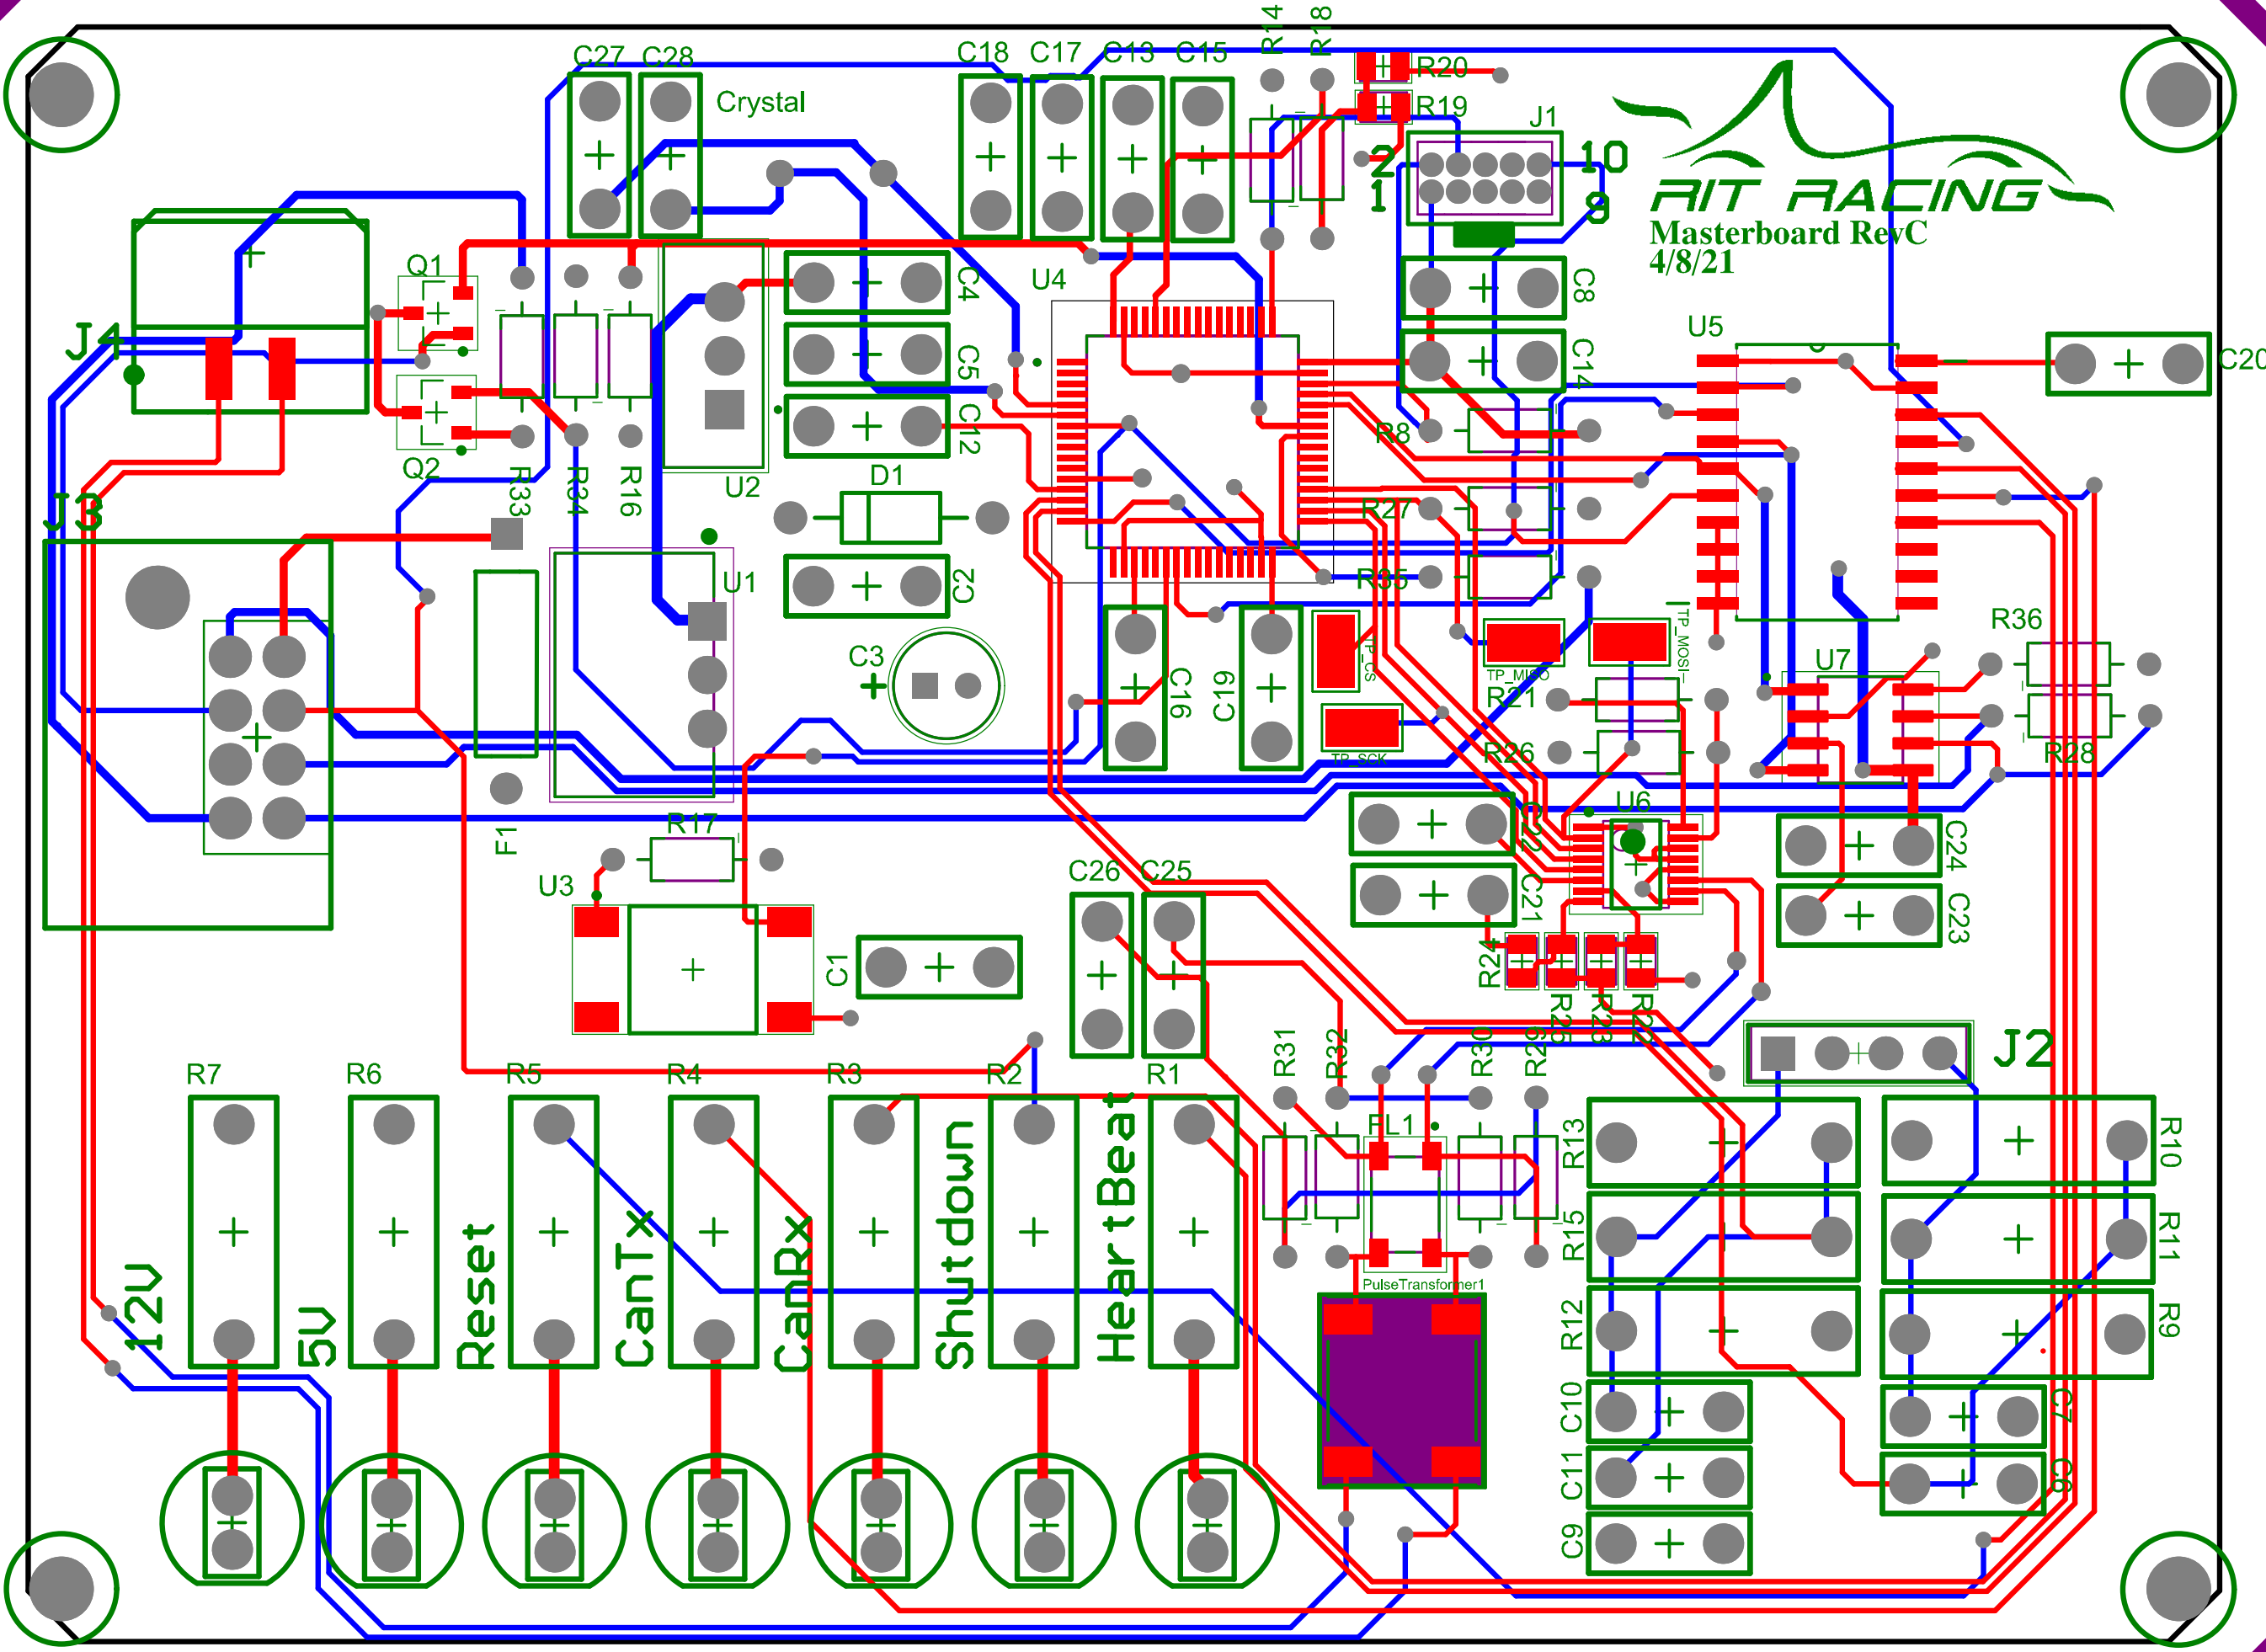 C27
C28
Crystal
C18
C17
C13
C15
R14
R18
R20
R19
J1
2
1
10
9
RIT RACING
Masterboard RevC
4/8/21
Q1
J4
Q2
R33
R34
R16
U2
C4
C5
C12
D1
U4
C8
C14
U5
C20
R8
R27
R35
J3
U1
C2
C3
C16
C19
TP_CS
TP_MISO
TP_MOSI
TP_SCK
R21
R26
U7
R36
R28
F1
R17
U3
C1
C26
C25
C22
C21
U6
C24
C23
R24
R25
R23
R22
J2
R7
R6
R5
R4
R3
R2
R1
R31
R32
R30
R29
FL1
R13
R10
R15
R11
R12
R9
PulseTransformer1
12V
5V
Reset
CanTx
CanRx
Shutdown
HeartBeat
C10
C7
C11
C6
C9